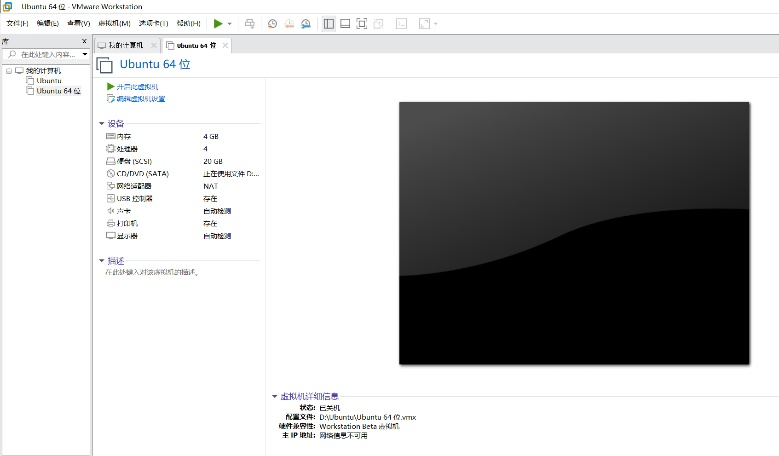 Ubuntu 64 位 - VMware Workstation
文件(F) 编辑(E) 查看(V) 虚拟机(M) 选项卡(T) 帮助(H)
库
在此处键入内容...
我的计算机
Ubuntu
Ubuntu 64 位
我的计算机
Ubuntu 64 位
Ubuntu 64 位
开启此虚拟机
编辑虚拟机设置
设备
内存 4 GB
处理器 4
硬盘 (SCSI) 20 GB
CD/DVD (SATA) 正在使用文件 D:...
网络适配器 NAT
USB 控制器 存在
声卡 自动检测
打印机 存在
显示器 自动检测
描述
在此处键入对该虚拟机的描述。
虚拟机详细信息
状态: 已关机
配置文件: D:\Ubuntu\Ubuntu 64 位.vmx
硬件兼容性: Workstation Beta 虚拟机
主 IP 地址: 网络信息不可用